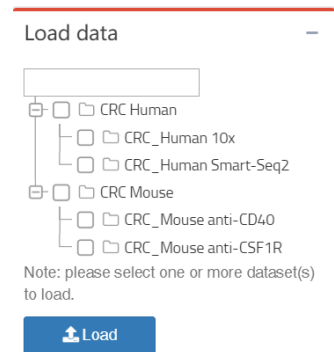 Load data
CRC Human
CRC_Human 10x
CRC_Human Smart-Seq2
CRC Mouse
CRC_Mouse anti-CD40
CRC_Mouse anti-CSF1R
Note: please select one or more dataset(s)
to load.
Load